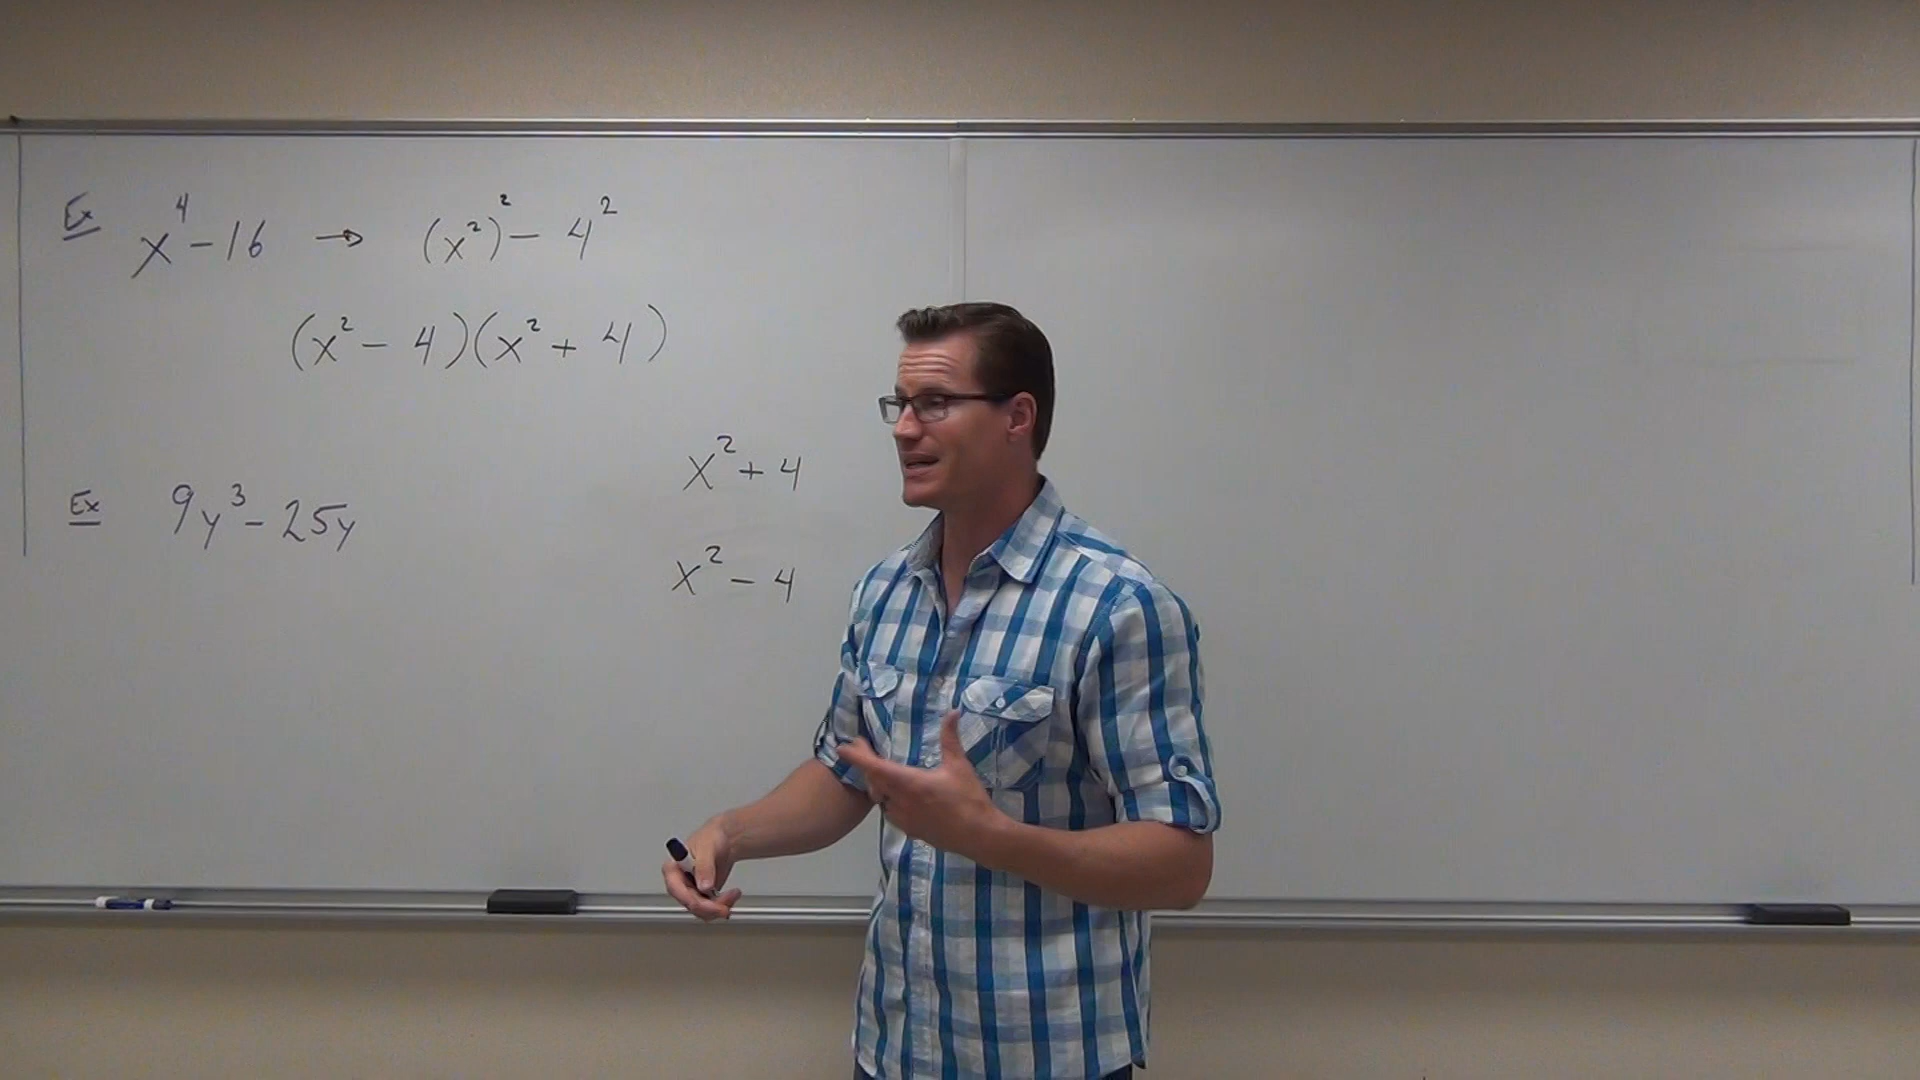 Ex x⁴-16 → (x²)² - 4²
(x² - 4)(x² + 4)
x² + 4
Ex 9y³ - 25y
x² - 4